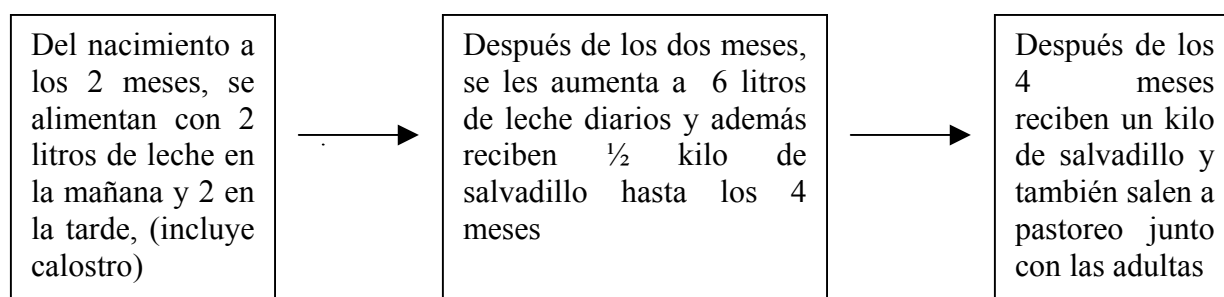 Del nacimiento a
los 2 meses, se
alimentan con 2
litros de leche en
la mañana y 2 en
la tarde, (incluye
calostro)
Después de los dos meses,
se les aumenta a 6 litros
de leche diarios y además
reciben ½ kilo de
salvadillo hasta los 4
meses
Después de los
4 meses
reciben un kilo
de salvadillo y
también salen a
pastoreo junto
con las adultas